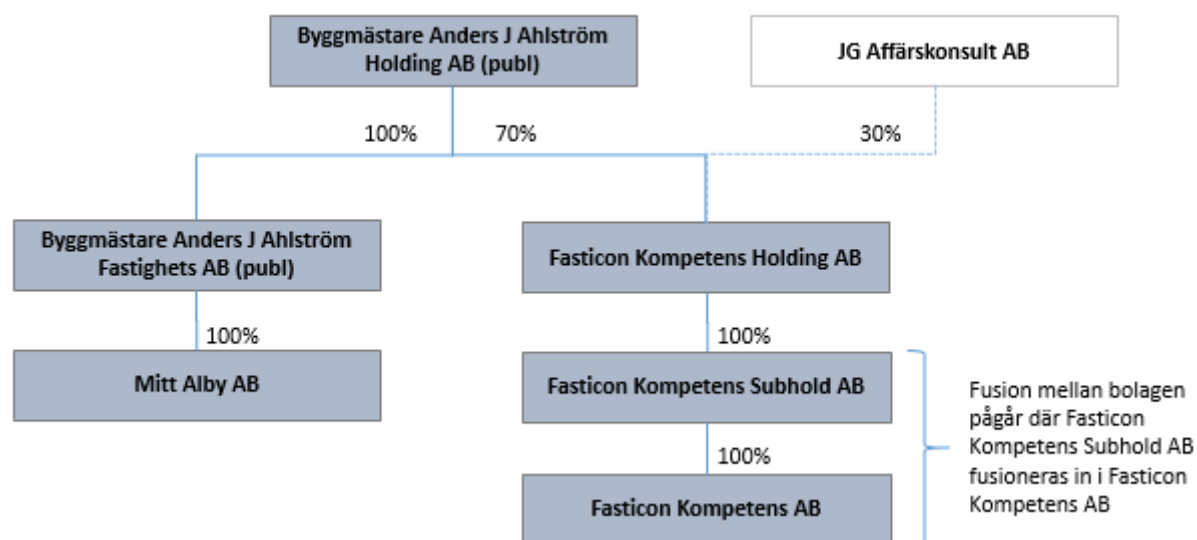 Byggmästare Anders J Ahlström
Holding AB (publ)
JG Affärskonsult AB
100%
70%
30%
Byggmästare Anders J Ahlström
Fastighets AB (publ)
Fasticon Kompetens Holding AB
100%
100%
Mitt Alby AB
Fasticon Kompetens Subhold AB
Fusion mellan bolagen
pågår där Fasticon
Kompetens Subhold AB
fusioneras in i Fasticon
Kompetens AB
100%
Fasticon Kompetens AB